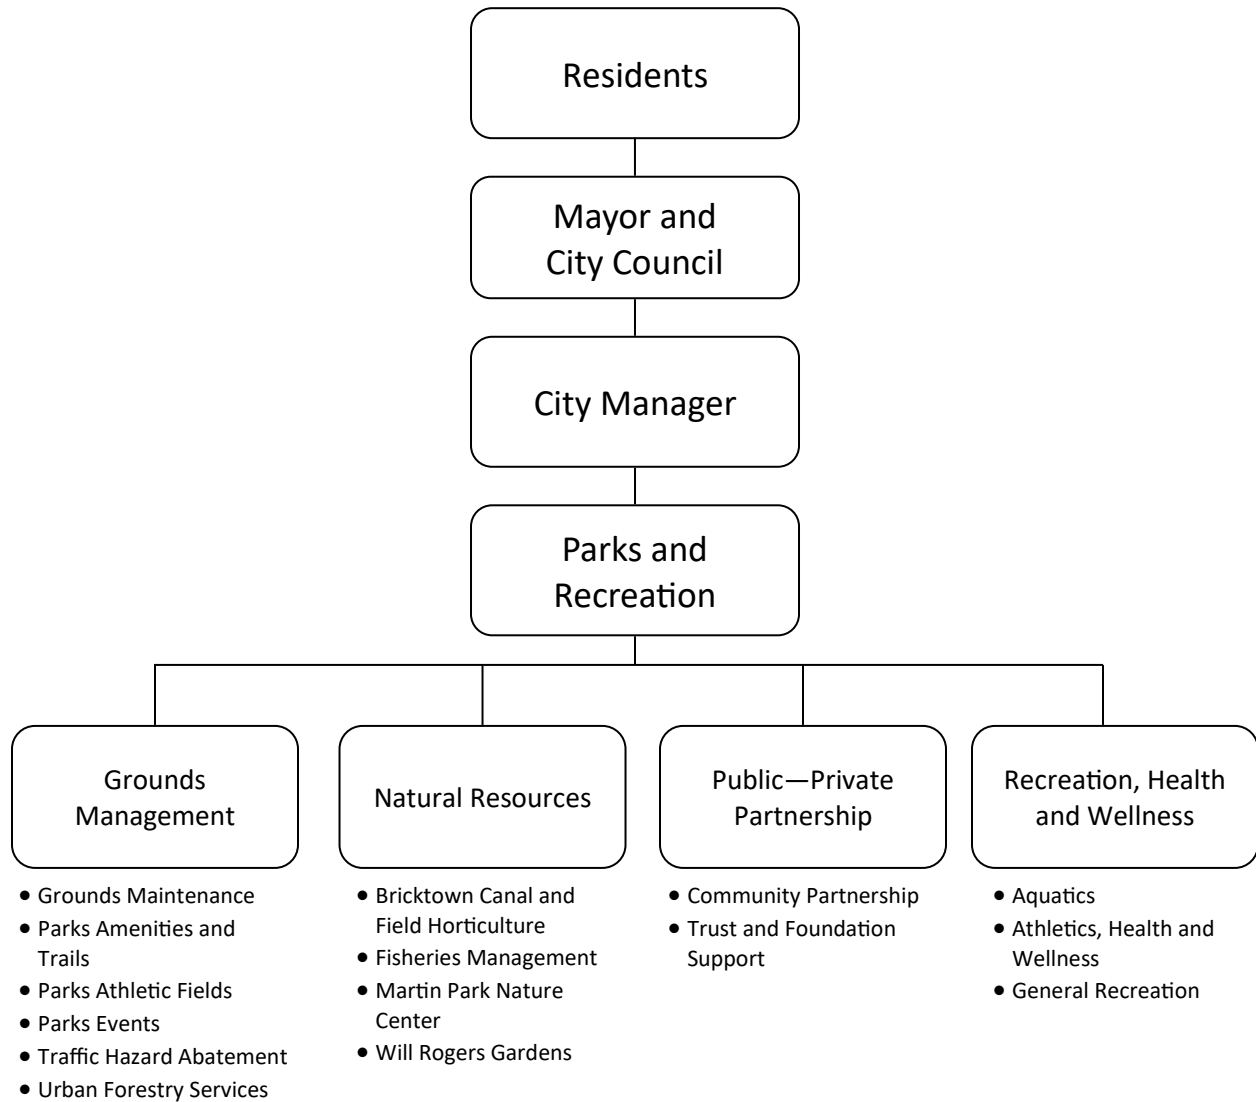 Residents
Mayor and
City Council
City Manager
Parks and
Recreation
Grounds
Management
• Grounds Maintenance
• Parks Amenities and
Trails
• Parks Athletic Fields
• Parks Events
• Traffic Hazard Abatement
• Urban Forestry Services
Natural Resources
• Bricktown Canal and
Field Horticulture
• Fisheries Management
• Martin Park Nature
Center
• Will Rogers Gardens
Public—Private
Partnership
• Community Partnership
• Trust and Foundation
Support
Recreation, Health
and Wellness
• Aquatics
• Athletics, Health and
Wellness
• General Recreation